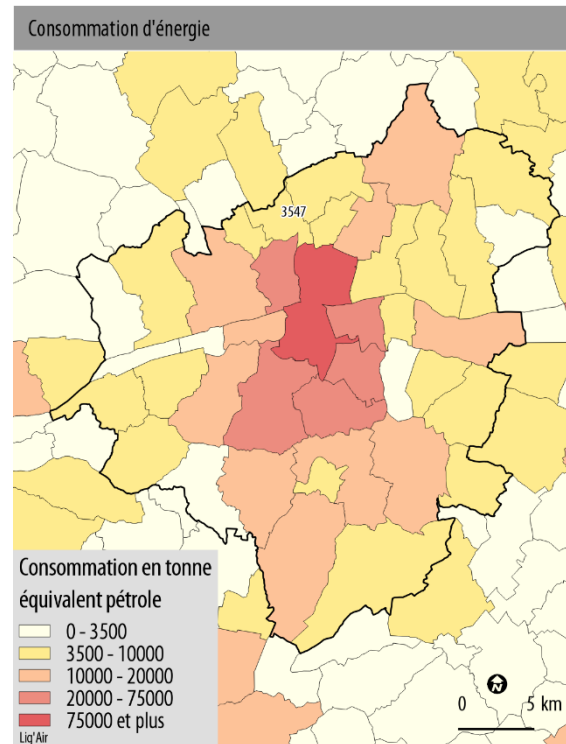 Consommation d'énergie
3547
Consommation en tonne
équivalent pétrole
0 - 3500
3500 - 10000
10000 - 20000
20000 - 75000
75000 et plus
Lig'Air
N
0 5 km